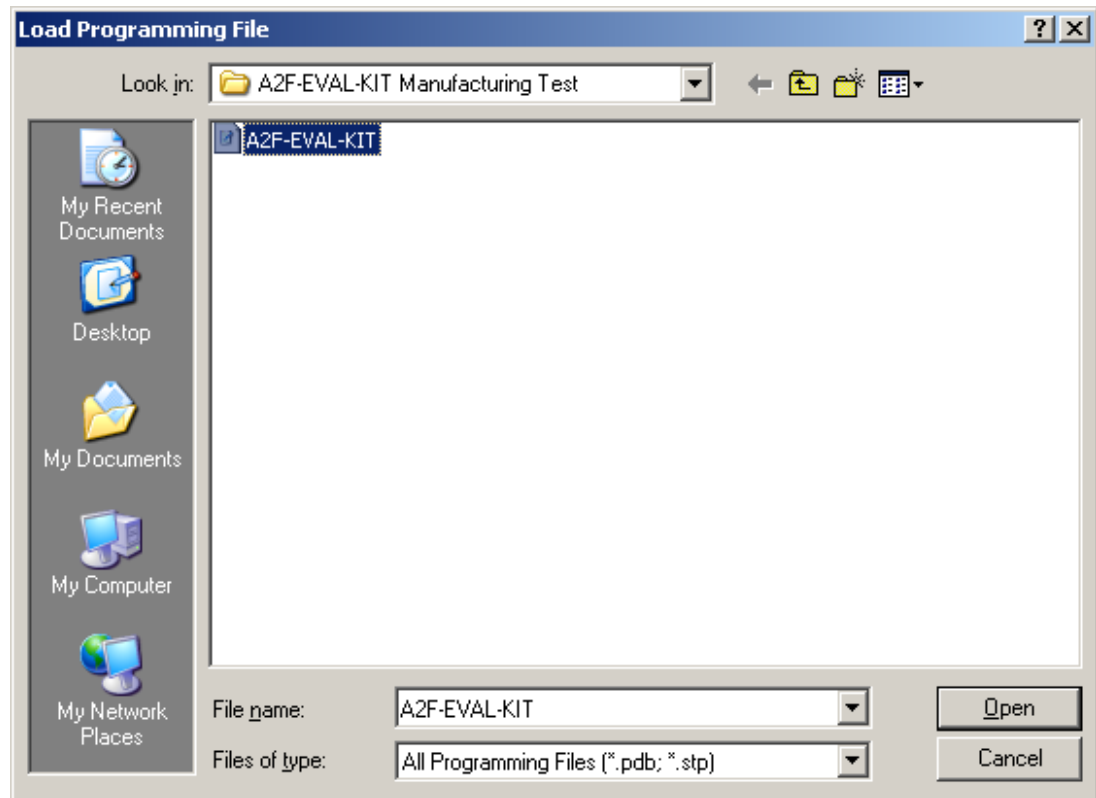 Load Programming File
Look in: A2F-EVAL-KIT Manufacturing Test
A2F-EVAL-KIT
My Recent
Documents
Desktop
My Documents
My Computer
My Network
Places
File name: A2F-EVAL-KIT Open
Files of type: All Programming Files (*.pdb; *.stp) Cancel